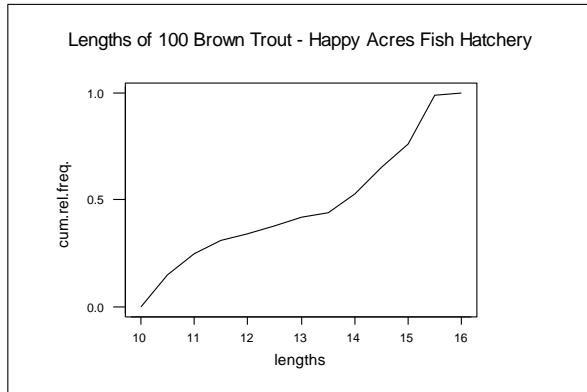 Lengths of 100 Brown Trout - Happy Acres Fish Hatchery
1.0
cum.rel.freq.
0.5
0.0
10 11 12 13 14 15 16
lengths